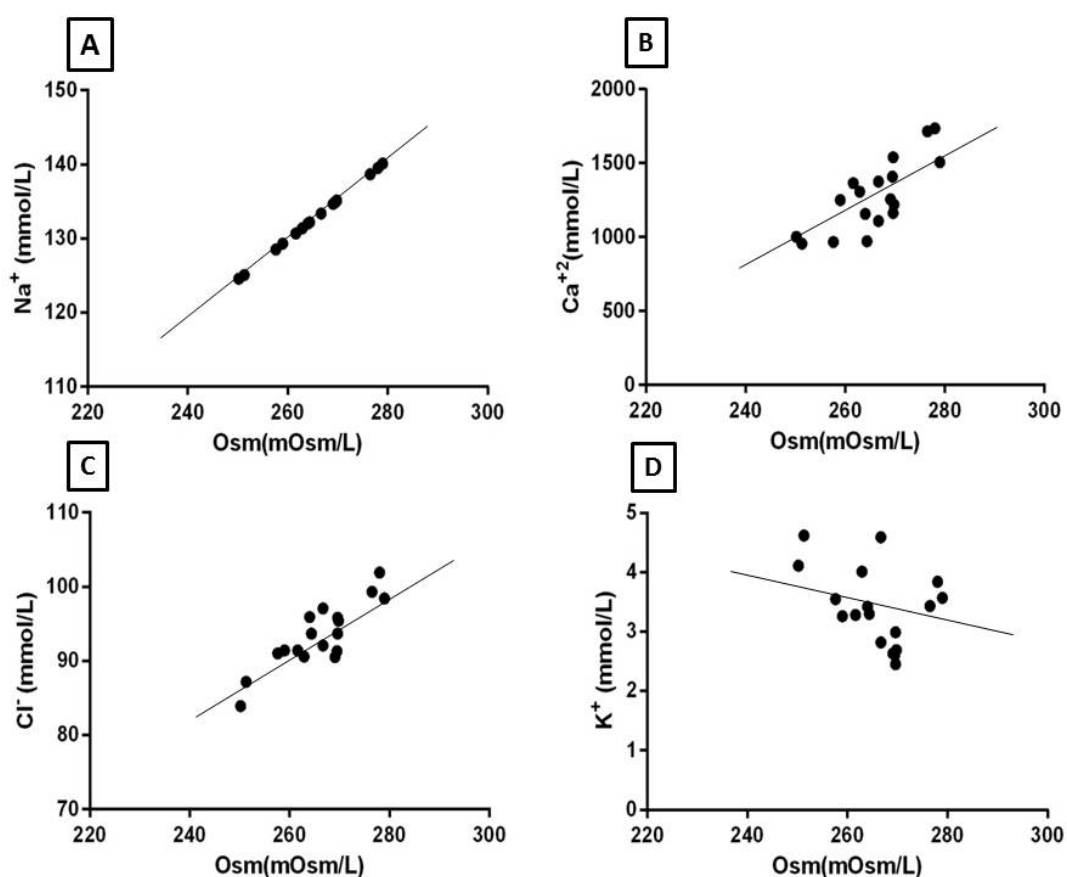 A
Na+ (mmol/L)
150
140
130
120
110
220 240 260 280 300
Osm(mOsm/L)
B
Ca+2(mmol/L)
2000
1500
1000
500
0
220 240 260 280 300
Osm(mOsm/L)
C
Cl- (mmol/L)
110
100
90
80
70
220 240 260 280 300
Osm(mOsm/L)
D
K+ (mmol/L)
5
4
3
2
1
0
220 240 260 280 300
Osm(mOsm/L)